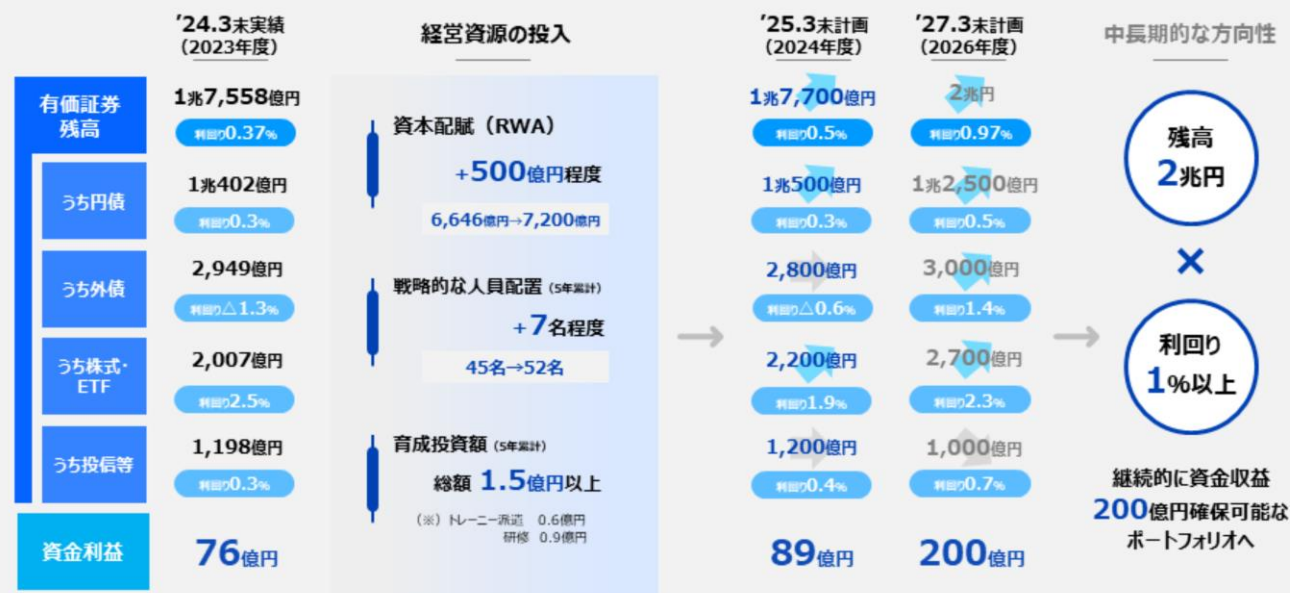 '24.3末実績
(2023年度)
経営資源の投入
'25.3末計画
(2024年度)
'27.3末計画
(2026年度)
中長期的な方向性
有価証券
残高
1兆7,558億円
利回り0.37%
1兆7,700億円
利回り0.5%
2兆円
利回り0.97%
うち円債
1兆402億円
利回り0.3%
1兆500億円
利回り0.3%
1兆2,500億円
利回り0.5%
うち外債
2,949億円
利回り△1.3%
2,800億円
利回り△0.6%
3,000億円
利回り1.4%
うち株式・
ETF
2,007億円
利回り2.5%
2,200億円
利回り1.9%
2,700億円
利回り2.3%
うち投信等
1,198億円
利回り0.3%
1,200億円
利回り0.4%
1,000億円
利回り0.7%
資金利益
76億円
89億円
200億円
資本配賦（RWA）
+500億円程度
6,646億円→7,200億円
戦略的な人員配置（5年累計）
+7名程度
45名→52名
育成投資額（5年累計）
総額 1.5億円以上
（※）トレーニー派遣 0.6億円
研修 0.9億円
残高
2兆円
×
利回り
1%以上
継続的に資金収益
200億円確保可能な
ポートフォリオへ